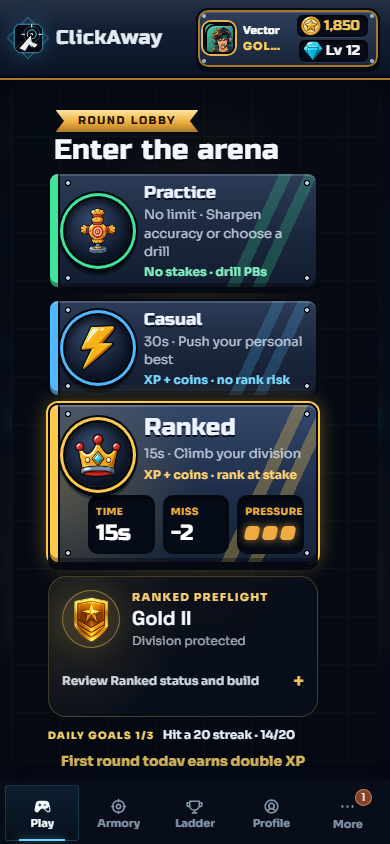 ClickAway
Vector
GOL...
1,850
Lv 12
ROUND LOBBY
Enter the arena
Practice
No limit · Sharpen
accuracy or choose a
drill
No stakes · drill PBs
Casual
30s · Push your personal
best
XP + coins · no rank risk
Ranked
15s · Climb your division
XP + coins · rank at stake
TIME
15s
MISS
-2
PRESSURE
RANKED PREFLIGHT
Gold II
Division protected
Review Ranked status and build +
DAILY GOALS 1/3 Hit a 20 streak · 14/20
First round today earns double XP
Play
Armory
Ladder
Profile
1
More